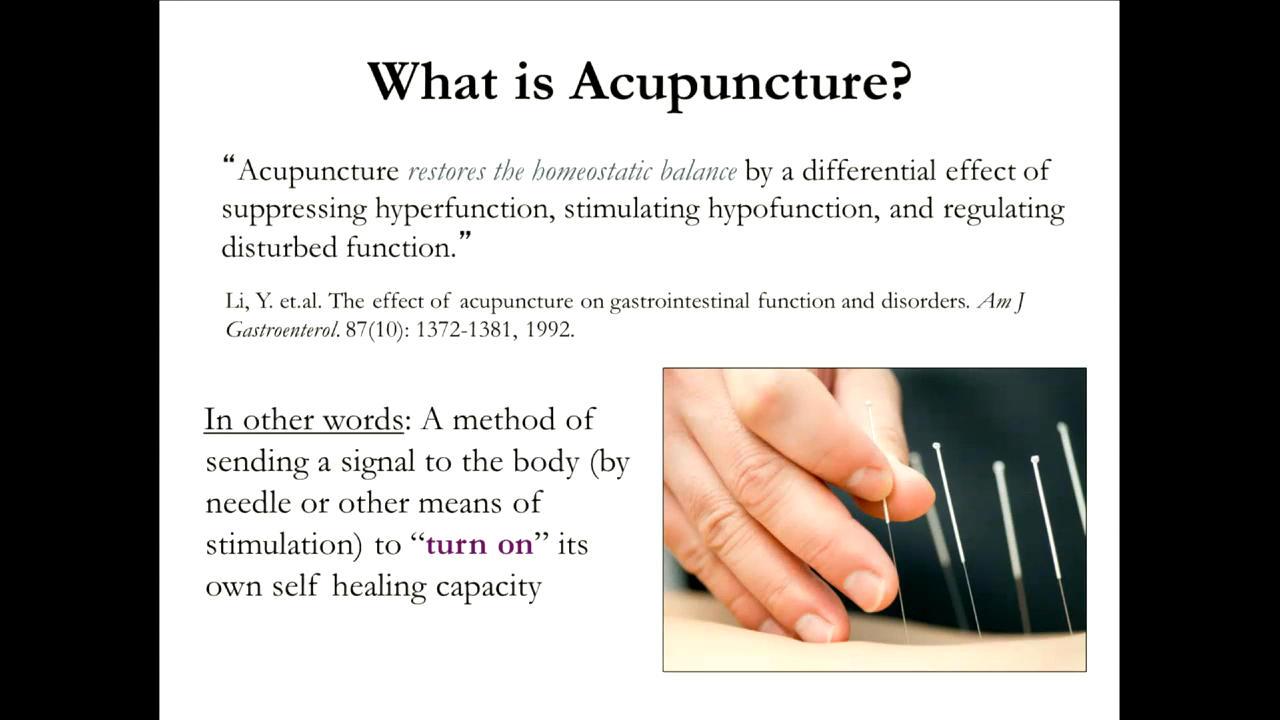 What is Acupuncture?
“Acupuncture restores the homeostatic balance by a differential effect of
suppressing hyperfunction, stimulating hypofunction, and regulating
disturbed function.”
Li, Y. et.al. The effect of acupuncture on gastrointestinal function and disorders. Am J
Gastroenterol. 87(10): 1372-1381, 1992.
In other words: A method of
sending a signal to the body (by
needle or other means of
stimulation) to “turn on” its
own self healing capacity